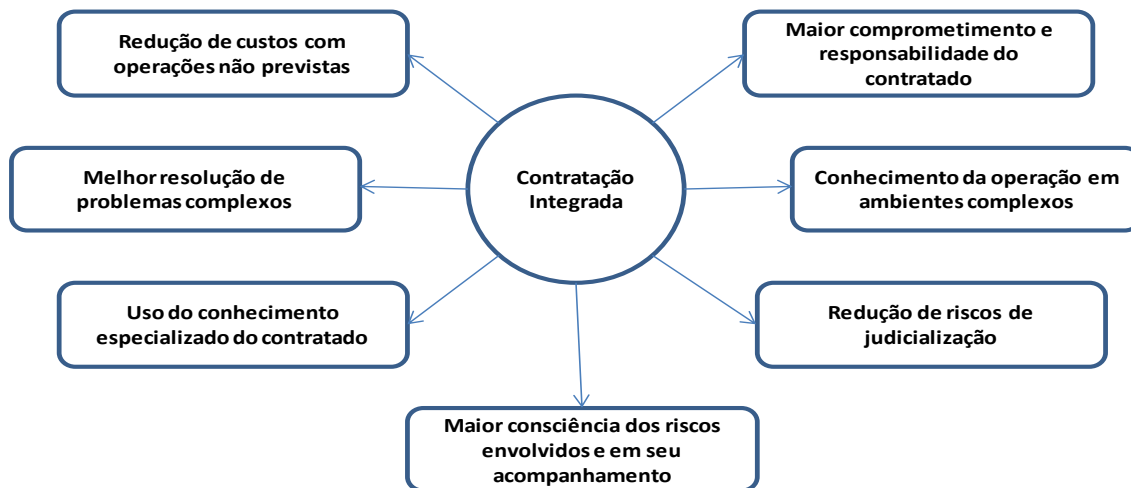 Redução de custos com
operações não previstas
Maior comprometimento e
responsabilidade do
contratado
Melhor resolução de
problemas complexos
Contratação
Integrada
Conhecimento da operação em
ambientes complexos
Uso do conhecimento
especializado do contratado
Redução de riscos de
judicialização
Maior consciência dos riscos
envolvidos e em seu
acompanhamento